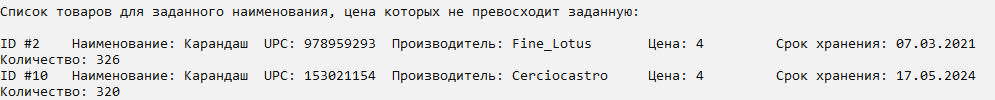 Список товаров для заданного наименования, цена которых не превосходит заданную:
ID #2 Наименование: Карандаш UPC: 978959293 Производитель: Fine_Lotus Цена: 4 Срок хранения: 07.03.2021
Количество: 326
ID #10 Наименование: Карандаш UPC: 153021154 Производитель: Cerciocastro Цена: 4 Срок хранения: 17.05.2024
Количество: 320